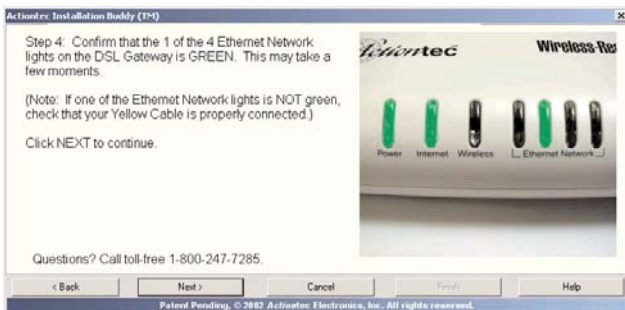 Actiontec Installation Buddy (TM)
Step 4: Confirm that the 1 of the 4 Ethernet Network
lights on the DSL Gateway is GREEN. This may take a
few moments.
(Note: If one of the Ethernet Network lights is NOT green,
check that your Yellow Cable is properly connected.)
Click NEXT to continue.
Questions? Call toll-free 1-800-247-7285.
Actiontec
Wireless-Re
Power Internet Wireless Ethernet Network
< Back Next > Cancel Finish Help
Patent Pending, © 2002 Actiontec Electronics, Inc. All rights reserved.